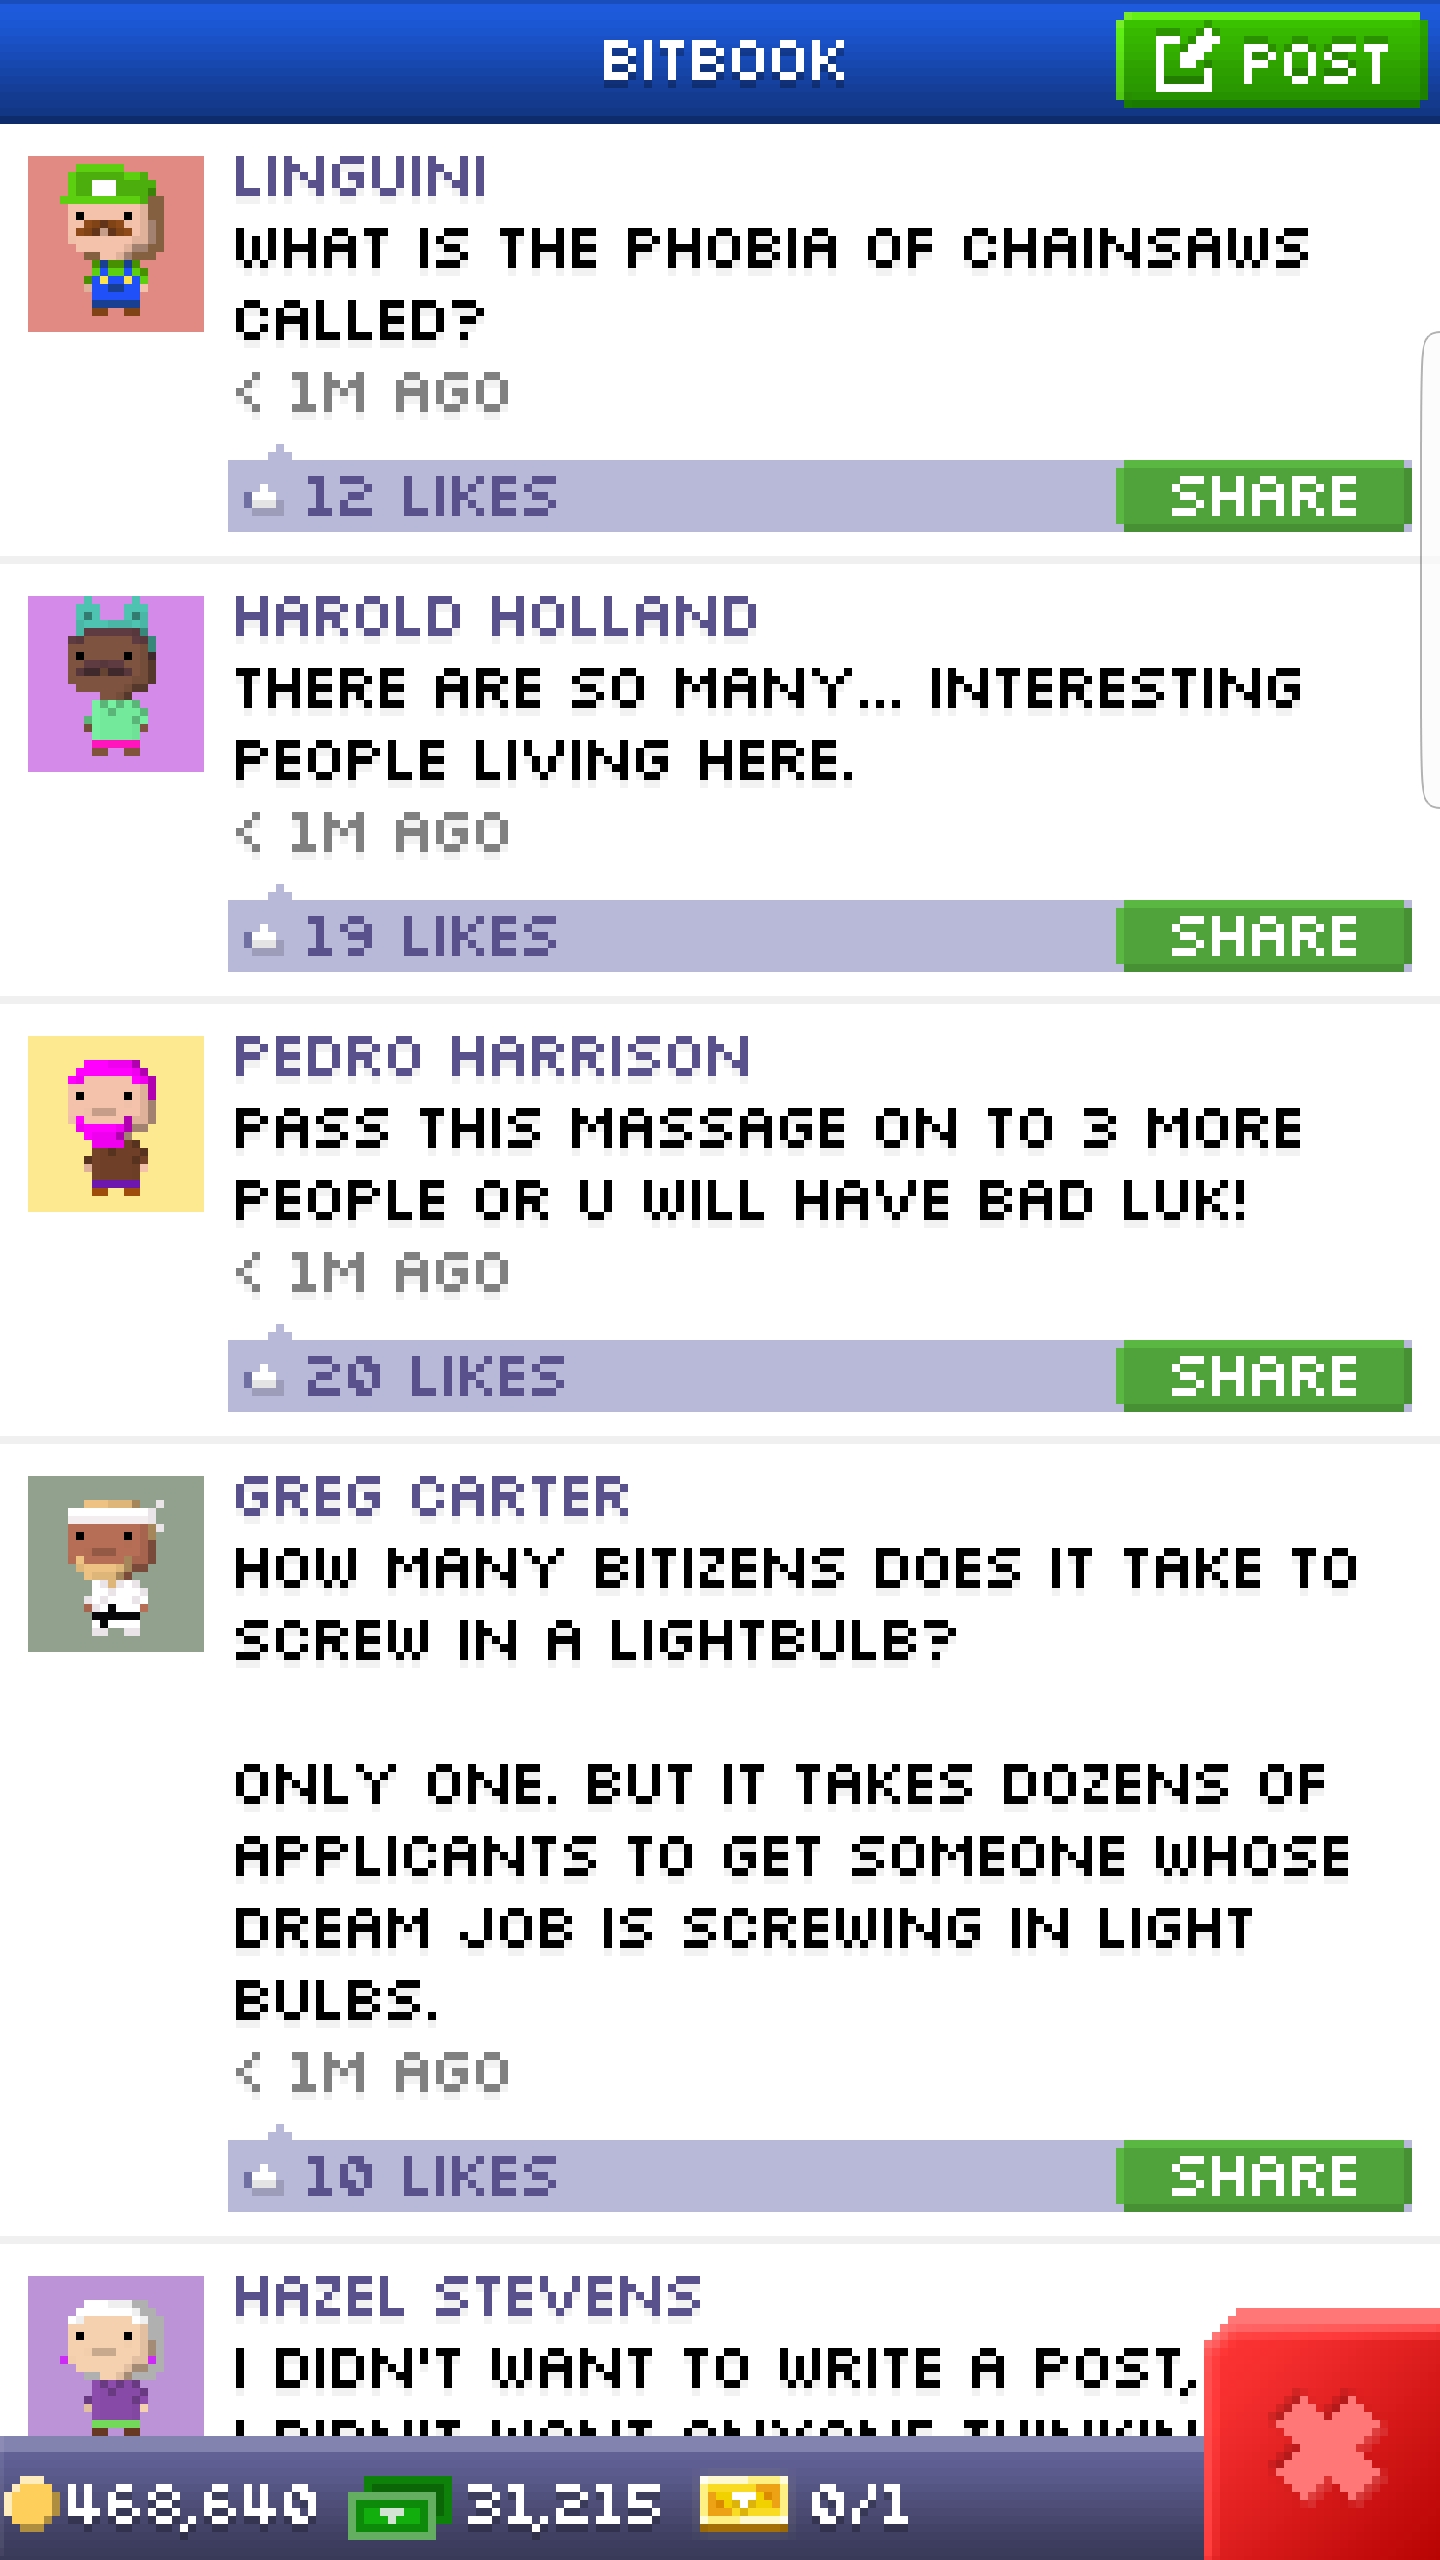 BITBOOK
POST
LINGUINI
WHAT IS THE PHOBIA OF CHAINSAWS
CALLED?
< 1M AGO
12 LIKES
SHARE
HAROLD HOLLAND
THERE ARE SO MANY... INTERESTING
PEOPLE LIVING HERE.
< 1M AGO
19 LIKES
SHARE
PEDRO HARRISON
PASS THIS MASSAGE ON TO 3 MORE
PEOPLE OR U WILL HAVE BAD LUK!
< 1M AGO
20 LIKES
SHARE
GREG CARTER
HOW MANY BITIZENS DOES IT TAKE TO
SCREW IN A LIGHTBULB?
ONLY ONE. BUT IT TAKES DOZENS OF
APPLICANTS TO GET SOMEONE WHOSE
DREAM JOB IS SCREWING IN LIGHT
BULBS.
< 1M AGO
10 LIKES
SHARE
HAZEL STEVENS
I DIDN'T WANT TO WRITE A POST,
I DIDN'T WANT ANYONE
468,640
31,215
0/1